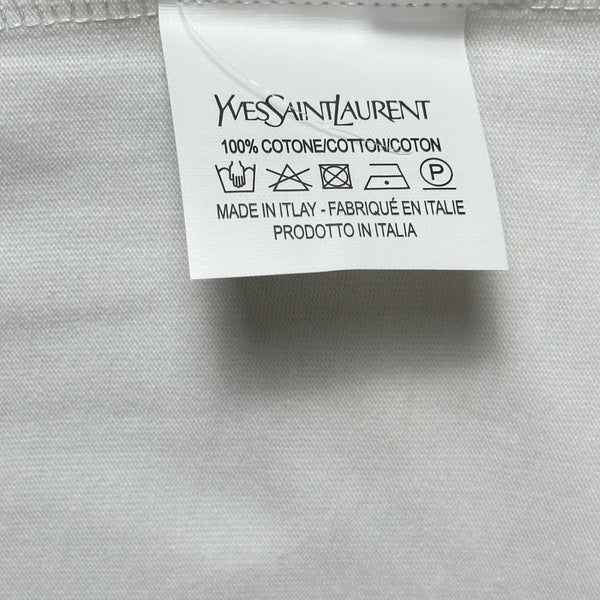 YVESSAINTLAURENT
100% COTONE/COTTON/COTON
P
MADE IN ITLAY - FABRIQUÉ EN ITALIE
PRODOTTO IN ITALIA